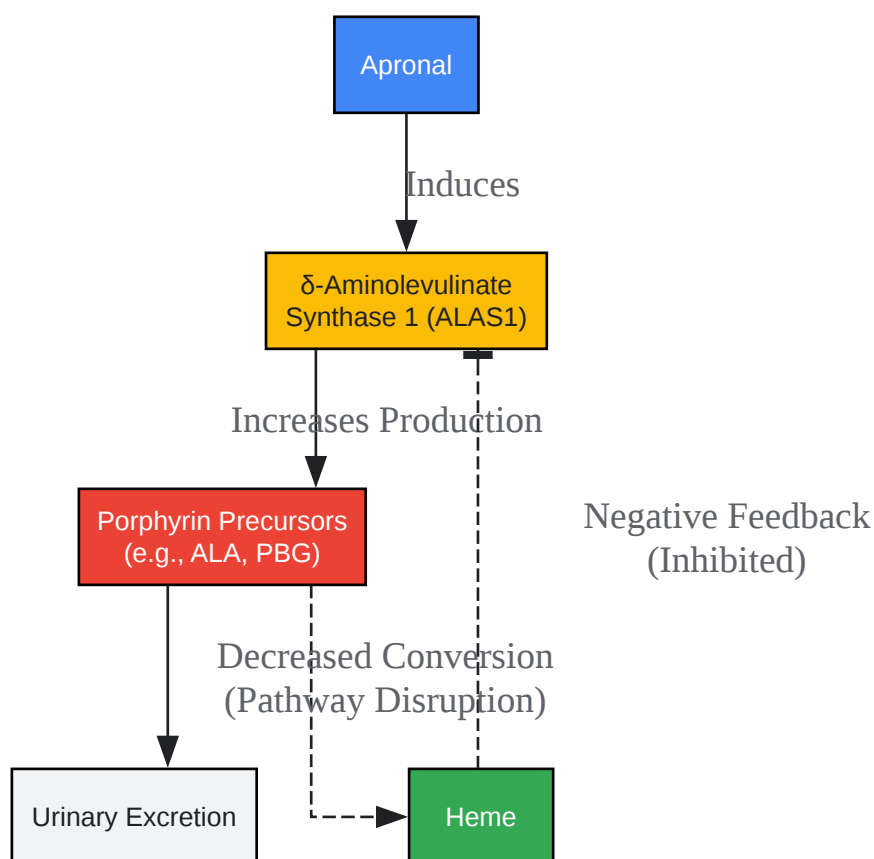 Apronal
Induces
δ-Aminolevulinate
Synthase 1 (ALAS1)
Increases Production
Porphyrin Precursors
(e.g., ALA, PBG)
Negative Feedback
(Inhibited)
Decreased Conversion
(Pathway Disruption)
Urinary Excretion
Heme